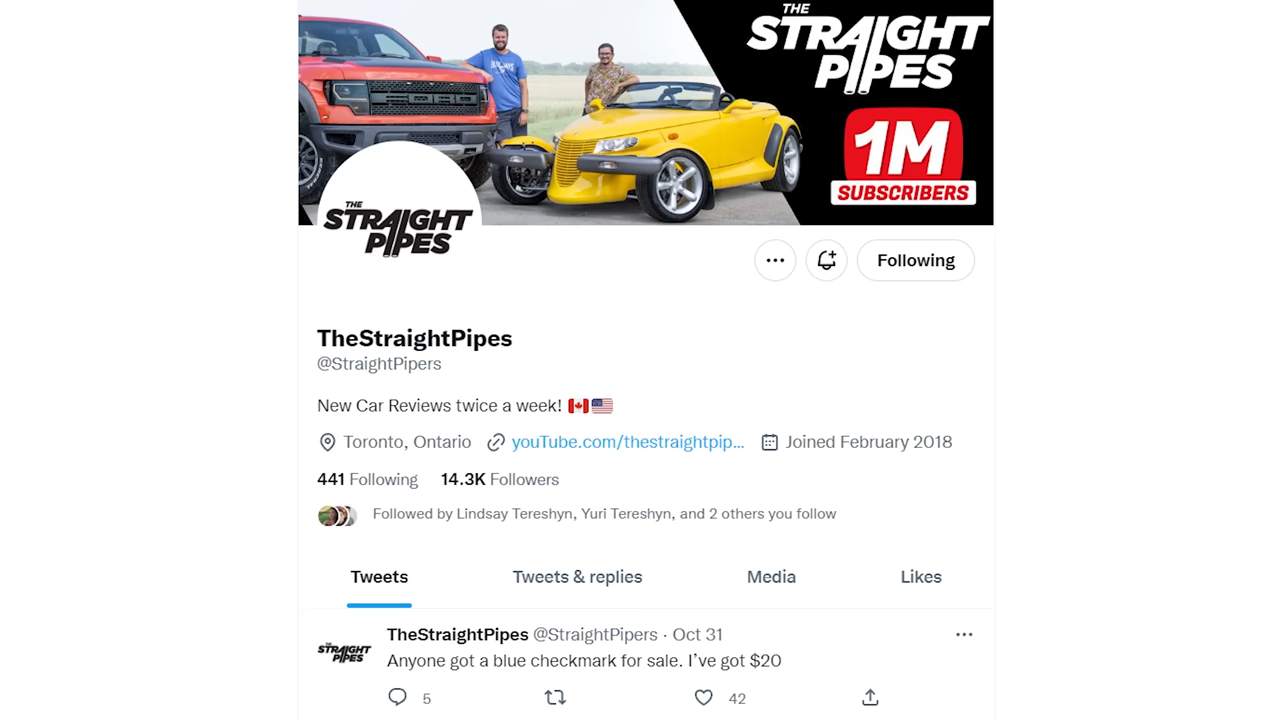 THE
STRAIGHT
PIPES
1M
SUBSCRIBERS
THE
STRAIGHT
PIPES
Following
TheStraightPipes
@StraightPipers
New Car Reviews twice a week! 🇨🇦🇺🇸
Toronto, Ontario youTube.com/thestraightpip... Joined February 2018
441 Following 14.3K Followers
Followed by Lindsay Tereshyn, Yuri Tereshyn, and 2 others you follow
Tweets Tweets & replies Media Likes
THE
STRAIGHT
PIPES
TheStraightPipes @StraightPipers · Oct 31
Anyone got a blue checkmark for sale. I’ve got $20
5 42